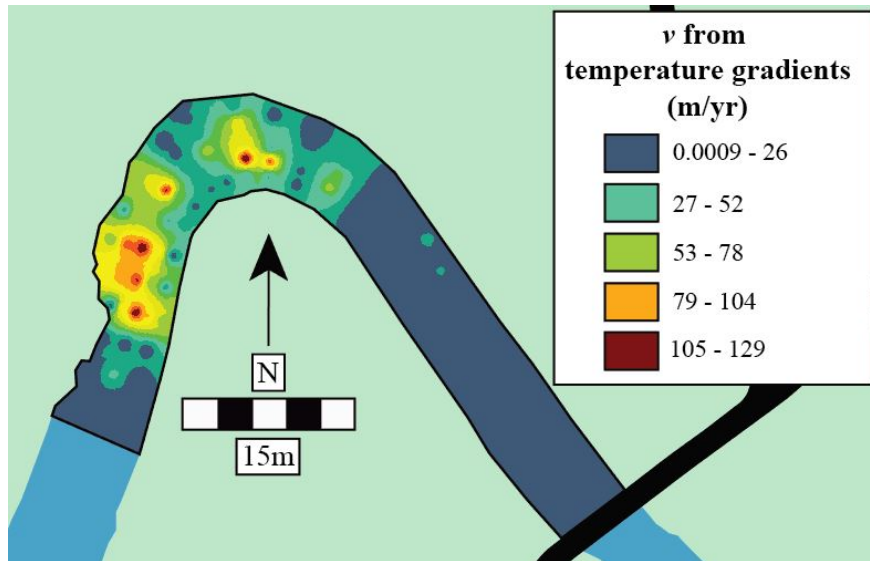 v from
temperature gradients
(m/yr)
0.0009 - 26
27 - 52
53 - 78
79 - 104
105 - 129
N
15m